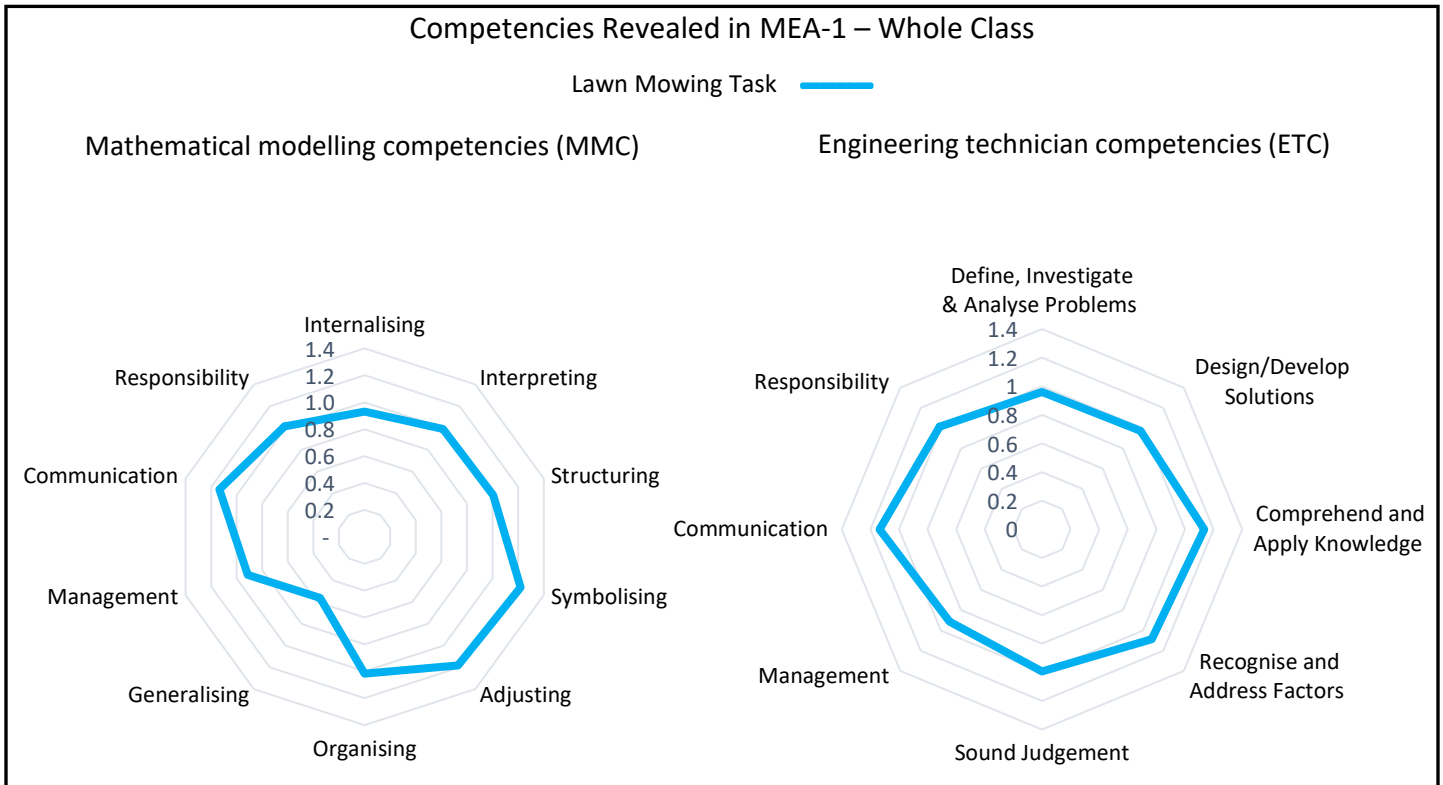 Competencies Revealed in MEA-1 – Whole Class
Lawn Mowing Task
Mathematical modelling competencies (MMC)
Internalising
Interpreting
Structuring
Symbolising
Adjusting
Organising
Generalising
Management
Communication
Responsibility
1.4
1.2
1.0
0.8
0.6
0.4
0.2
-
Engineering technician competencies (ETC)
Define, Investigate
& Analyse Problems
Design/Develop
Solutions
Comprehend and
Apply Knowledge
Recognise and
Address Factors
Sound Judgement
Management
Communication
Responsibility
1.4
1.2
1
0.8
0.6
0.4
0.2
0